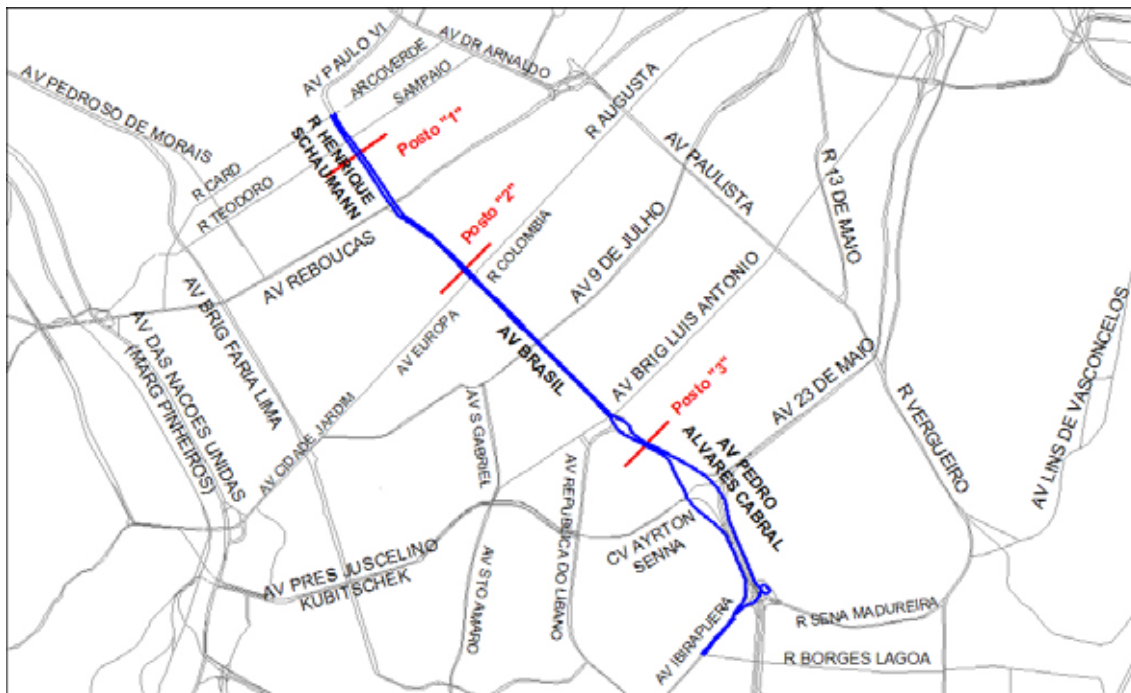 AV PAULO VI
ARCOVERDE
AV DR ARNALDO
SAMPAIO
AV PEDROSO DE MORAIS
R AUGUSTA
Posto "1"
R HENRIQUE
SCHAUMANN
R CARD
R TEODORO
AV PAULISTA
R 13 DE MAIO
Posto "2"
R COLOMBIA
AV 9 DE JULHO
AV REBOUCAS
AV BRIG LUIS ANTONIO
AV BRIG FARIA LIMA
AV EUROPA
AV BRASIL
AV DAS NACOES UNIDAS
(MARG PINHEIROS)
AV LINS DE VASCONCELOS
Posto "3"
AV 23 DE MAIO
R VERGUEIRO
AV CIDADE JARDIM
AV S GABRIEL
AV PEDRO
ALVARES CABRAL
AV REPUBLICA DO LIBANO
CV AYRTON
SENNA
AV PRES JUSCELINO
KUBITSCHEK
AV STO AMARO
R SENA MADUREIRA
AV IBIRAPUERA
R BORGES LAGOA